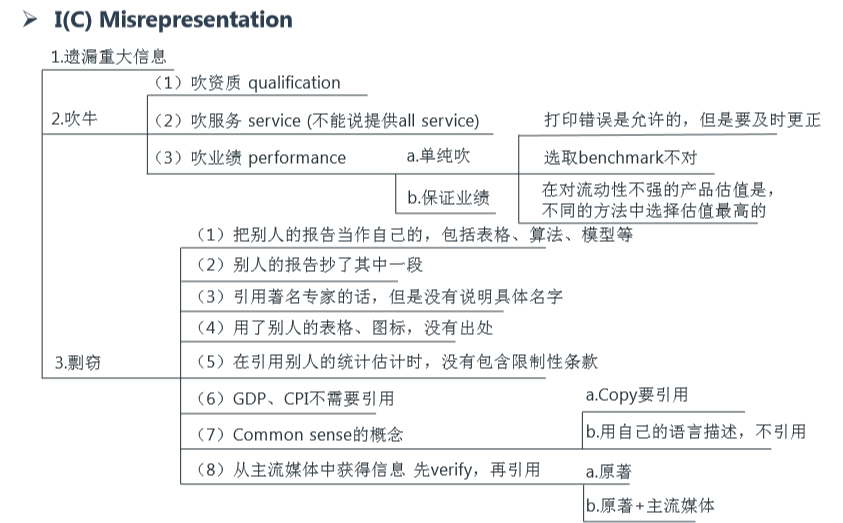 ➤ I(C) Misrepresentation
1.遗漏重大信息
2.吹牛
（1）吹资质 qualification
（2）吹服务 service (不能说提供all service)
（3）吹业绩 performance
a.单纯吹
打印错误是允许的，但是要及时更正
选取benchmark不对
在对流动性不强的产品估值是，
不同的方法中选择估值最高的
b.保证业绩
3.剽窃
（1）把别人的报告当作自己的，包括表格、算法、模型等
（2）别人的报告抄了其中一段
（3）引用著名专家的话，但是没有说明具体名字
（4）用了别人的表格、图标，没有出处
（5）在引用别人的统计估计时，没有包含限制性条款
（6）GDP、CPI不需要引用
（7）Common sense的概念
a.Copy要引用
b.用自己的语言描述，不引用
（8）从主流媒体中获得信息 先verify，再引用
a.原著
b.原著+主流媒体